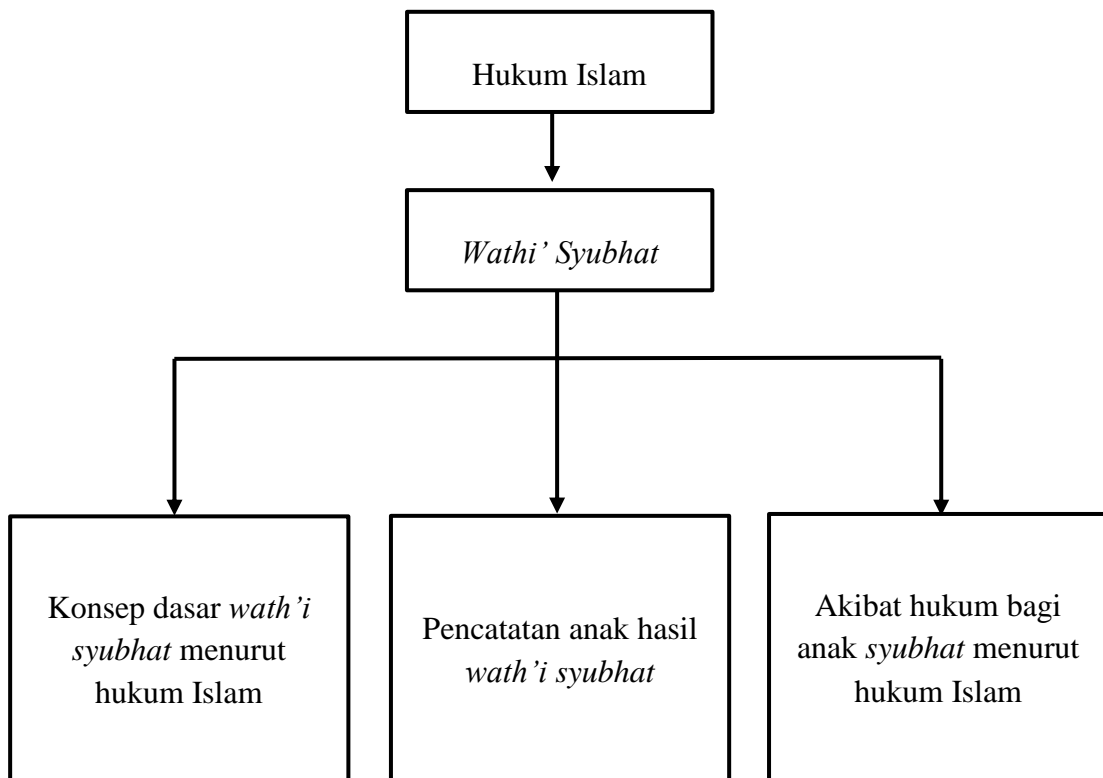 Hukum Islam
Wathi’ Syubhat
Konsep dasar wath’i
syubhat menurut
hukum Islam
Pencatatan anak hasil
wath’i syubhat
Akibat hukum bagi
anak syubhat menurut
hukum Islam